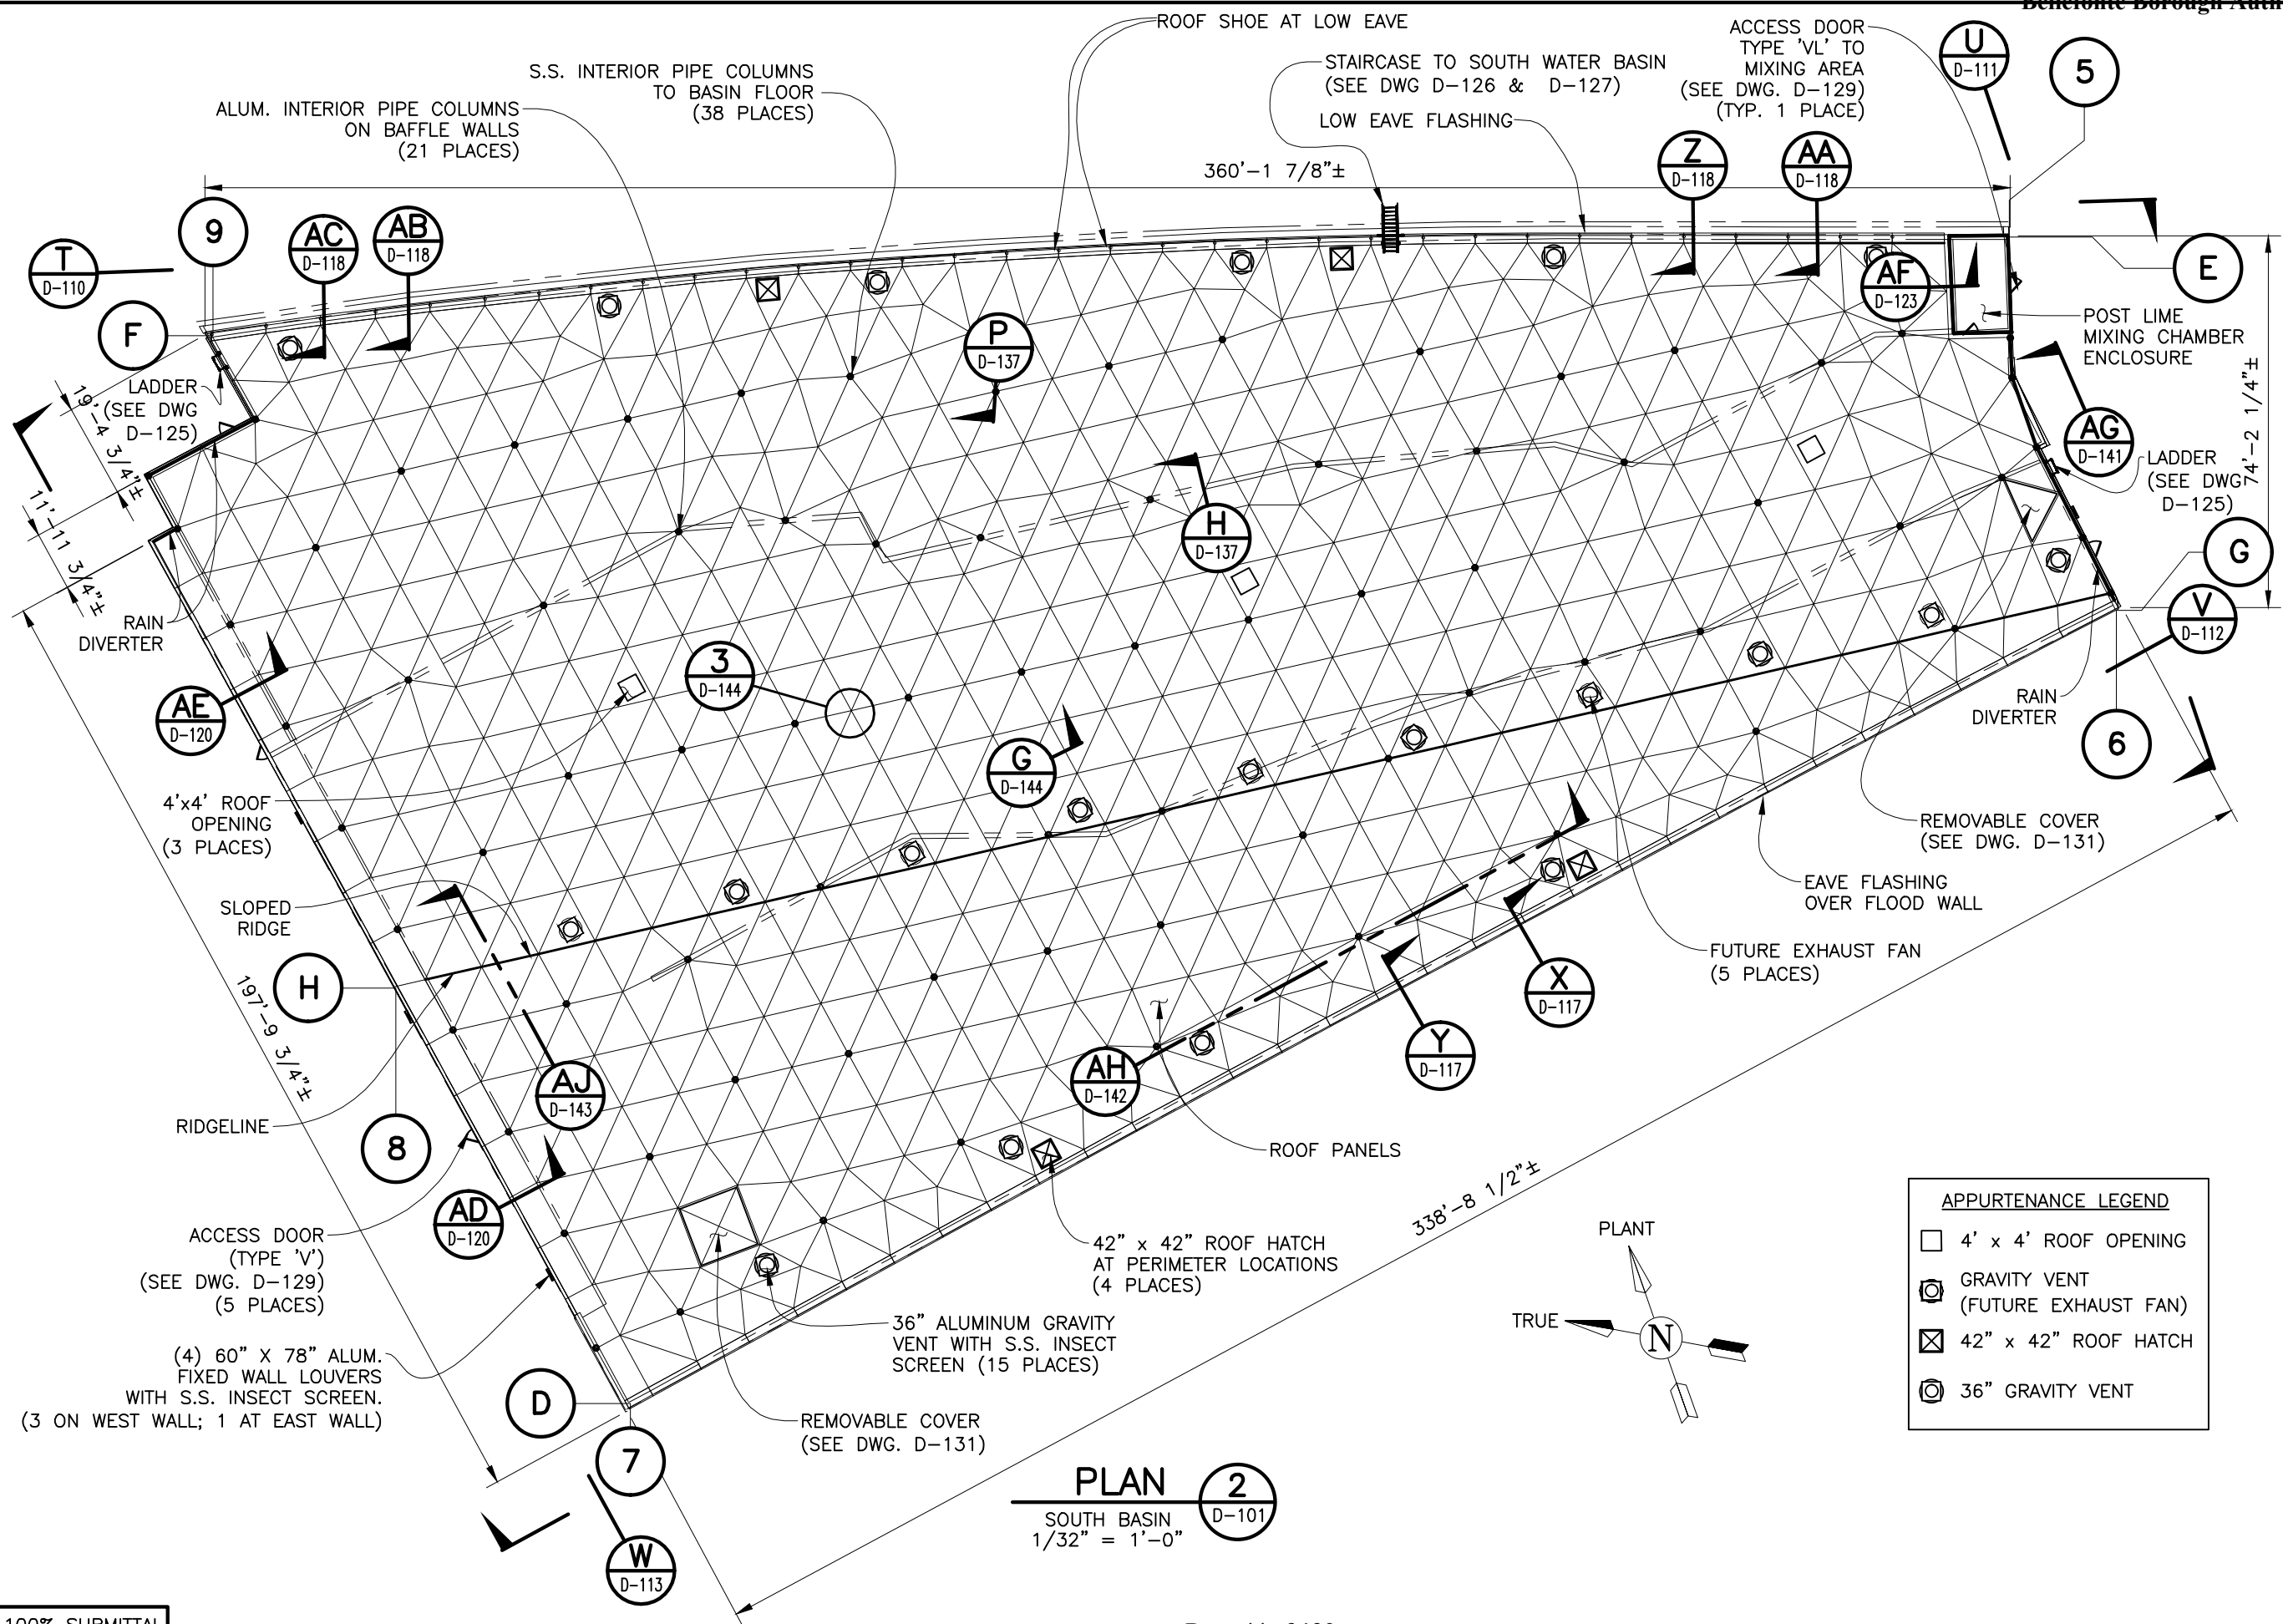 ROOF SHOE AT LOW EAVE
S.S. INTERIOR PIPE COLUMNS
TO BASIN FLOOR
(38 PLACES)
ALUM. INTERIOR PIPE COLUMNS
ON BAFFLE WALLS
(21 PLACES)
STAIRCASE TO SOUTH WATER BASIN
(SEE DWG D-126 & D-127)
LOW EAVE FLASHING
360'-1 7/8"±
ACCESS DOOR
TYPE 'VL' TO
MIXING AREA
(SEE DWG. D-129)
(TYP. 1 PLACE)
U
D-111
5
Z
D-118
AA
D-118
9
T
D-110
AC
D-118
AB
D-118
F
E
AF
D-123
POST LIME
MIXING CHAMBER
ENCLOSURE
P
D-137
LADDER
(SEE DWG
D-125)
19'-4 3/4"±
11'-11 3/4"±
74'-2 1/4"±
AG
D-141
LADDER
(SEE DWG
D-125)
H
D-137
G
V
D-112
RAIN
DIVERTER
3
D-144
AE
D-120
RAIN
DIVERTER
6
G
D-144
4'x4' ROOF
OPENING
(3 PLACES)
REMOVABLE COVER
(SEE DWG. D-131)
EAVE FLASHING
OVER FLOOD WALL
SLOPED
RIDGE
FUTURE EXHAUST FAN
(5 PLACES)
H
X
D-117
197'-9 3/4"±
Y
D-117
AH
D-142
AJ
D-143
RIDGELINE
8
ROOF PANELS
338'-8 1/2"±
AD
D-120
ACCESS DOOR
(TYPE 'V')
(SEE DWG. D-129)
(5 PLACES)
42" x 42" ROOF HATCH
AT PERIMETER LOCATIONS
(4 PLACES)
36" ALUMINUM GRAVITY
VENT WITH S.S. INSECT
SCREEN (15 PLACES)
(4) 60" X 78" ALUM.
FIXED WALL LOUVERS
WITH S.S. INSECT SCREEN.
(3 ON WEST WALL; 1 AT EAST WALL)
D
REMOVABLE COVER
(SEE DWG. D-131)
7
W
D-113
PLAN
2
D-101
SOUTH BASIN
1/32" = 1'-0"
PLANT
TRUE
N
APPURTENANCE LEGEND
4' x 4' ROOF OPENING
GRAVITY VENT
(FUTURE EXHAUST FAN)
42" x 42" ROOF HATCH
36" GRAVITY VENT
100% SUBMITTAL